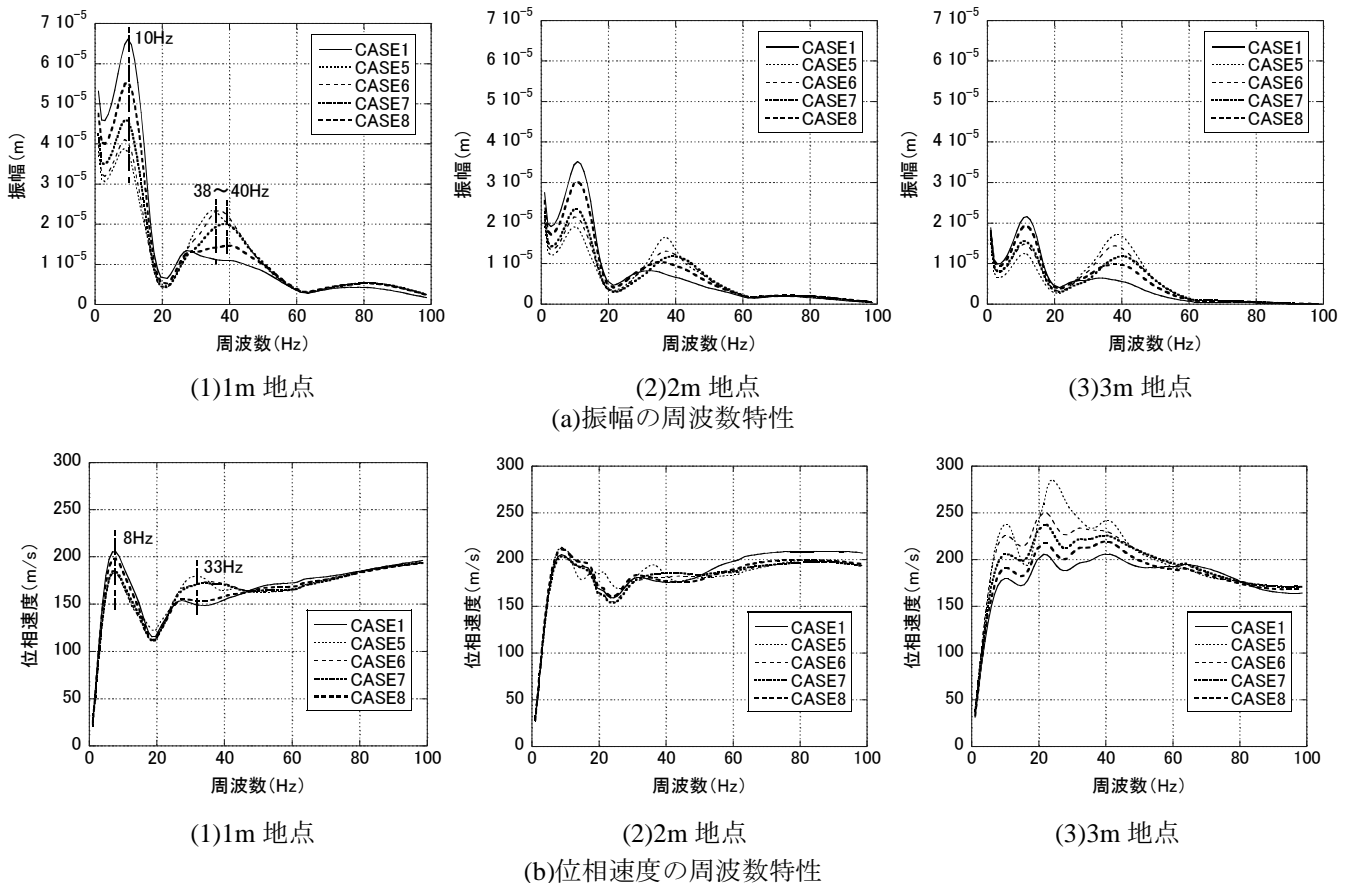 7 10-5
6 10-5
5 10-5
4 10-5
3 10-5
2 10-5
1 10-5
0
振幅(m)
10Hz
38～40Hz
CASE1
CASE5
CASE6
CASE7
CASE8
0 20 40 60 80 100
周波数(Hz)
(1)1m 地点
7 10-5
6 10-5
5 10-5
4 10-5
3 10-5
2 10-5
1 10-5
0
振幅(m)
CASE1
CASE5
CASE6
CASE7
CASE8
0 20 40 60 80 100
周波数(Hz)
(2)2m 地点
7 10-5
6 10-5
5 10-5
4 10-5
3 10-5
2 10-5
1 10-5
0
振幅(m)
CASE1
CASE5
CASE6
CASE7
CASE8
0 20 40 60 80 100
周波数(Hz)
(3)3m 地点
(a)振幅の周波数特性
300
250
200
150
100
50
0
位相速度(m/s)
8Hz
33Hz
CASE1
CASE5
CASE6
CASE7
CASE8
0 20 40 60 80 100
周波数(Hz)
(1)1m 地点
300
250
200
150
100
50
0
位相速度(m/s)
CASE1
CASE5
CASE6
CASE7
CASE8
0 20 40 60 80 100
周波数(Hz)
(2)2m 地点
300
250
200
150
100
50
0
位相速度(m/s)
CASE1
CASE5
CASE6
CASE7
CASE8
0 20 40 60 80 100
周波数(Hz)
(3)3m 地点
(b)位相速度の周波数特性